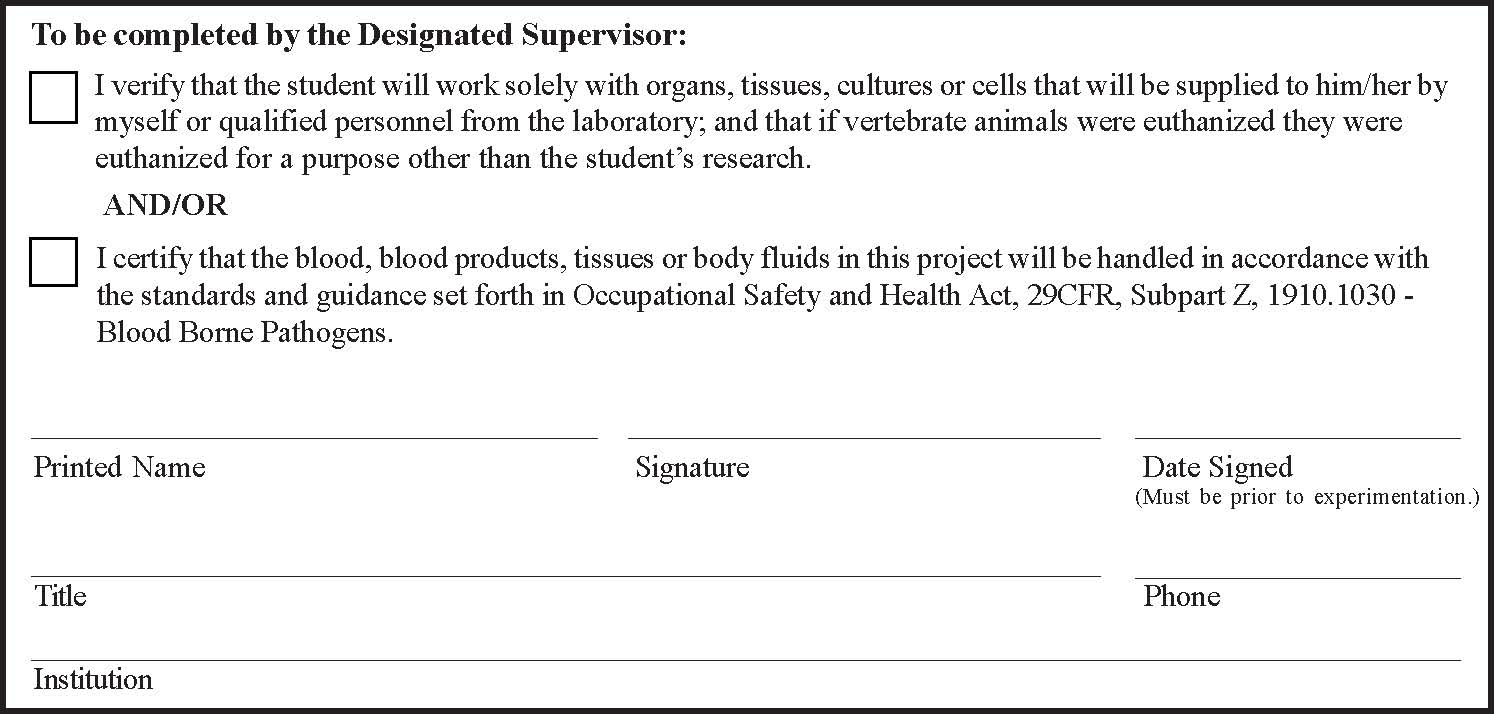 To be completed by the Designated Supervisor:
I verify that the student will work solely with organs, tissues, cultures or cells that will be supplied to him/her by
myself or qualified personnel from the laboratory; and that if vertebrate animals were euthanized they were
euthanized for a purpose other than the student's research.
AND/OR
I certify that the blood, blood products, tissues or body fluids in this project will be handled in accordance with
the standards and guidance set forth in Occupational Safety and Health Act, 29CFR, Subpart Z, 1910.1030 -
Blood Borne Pathogens.
Printed Name Signature Date Signed
(Must be prior to experimentation.)
Title Phone
Institution